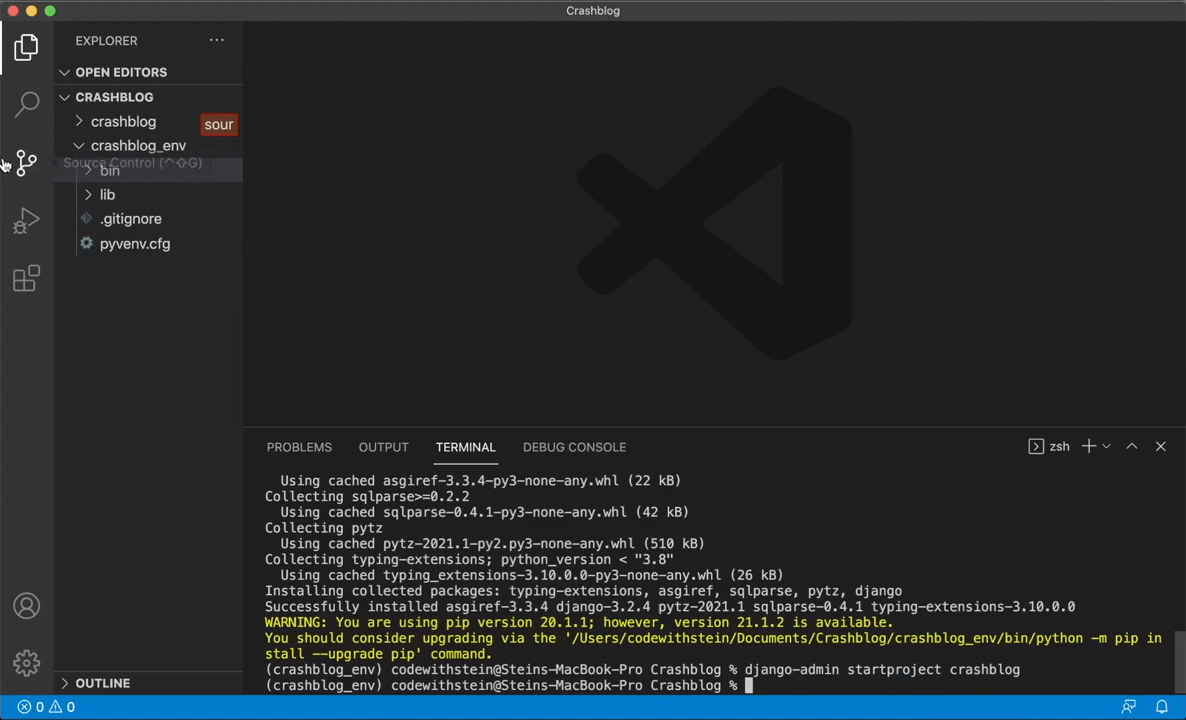 Crashblog
EXPLORER
OPEN EDITORS
CRASHBLOG
crashblog
sour
crashblog_env
Source Control (^⇧G)
bin
lib
.gitignore
pyvenv.cfg
OUTLINE
PROBLEMS OUTPUT TERMINAL DEBUG CONSOLE zsh
Using cached asgiref-3.3.4-py3-none-any.whl (22 kB)
Collecting sqlparse>=0.2.2
Using cached sqlparse-0.4.1-py3-none-any.whl (42 kB)
Collecting pytz
Using cached pytz-2021.1-py2.py3-none-any.whl (510 kB)
Collecting typing-extensions; python_version < "3.8"
Using cached typing_extensions-3.10.0.0-py3-none-any.whl (26 kB)
Installing collected packages: typing-extensions, asgiref, sqlparse, pytz, django
Successfully installed asgiref-3.3.4 django-3.2.4 pytz-2021.1 sqlparse-0.4.1 typing-extensions-3.10.0.0
WARNING: You are using pip version 20.1.1; however, version 21.1.2 is available.
You should consider upgrading via the '/Users/codewithstein/Documents/Crashblog/crashblog_env/bin/python -m pip in
stall --upgrade pip' command.
(crashblog_env) codewithstein@Steins-MacBook-Pro Crashblog % django-admin startproject crashblog
(crashblog_env) codewithstein@Steins-MacBook-Pro Crashblog %
0 0